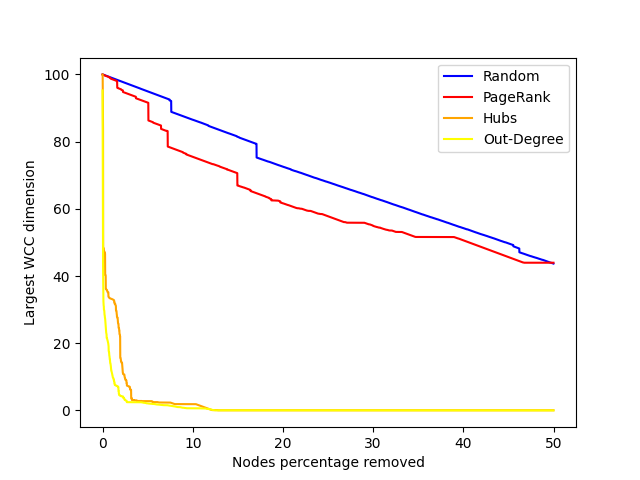 Random
PageRank
Hubs
Out-Degree
Largest WCC dimension
100
80
60
40
20
0
0 10 20 30 40 50
Nodes percentage removed